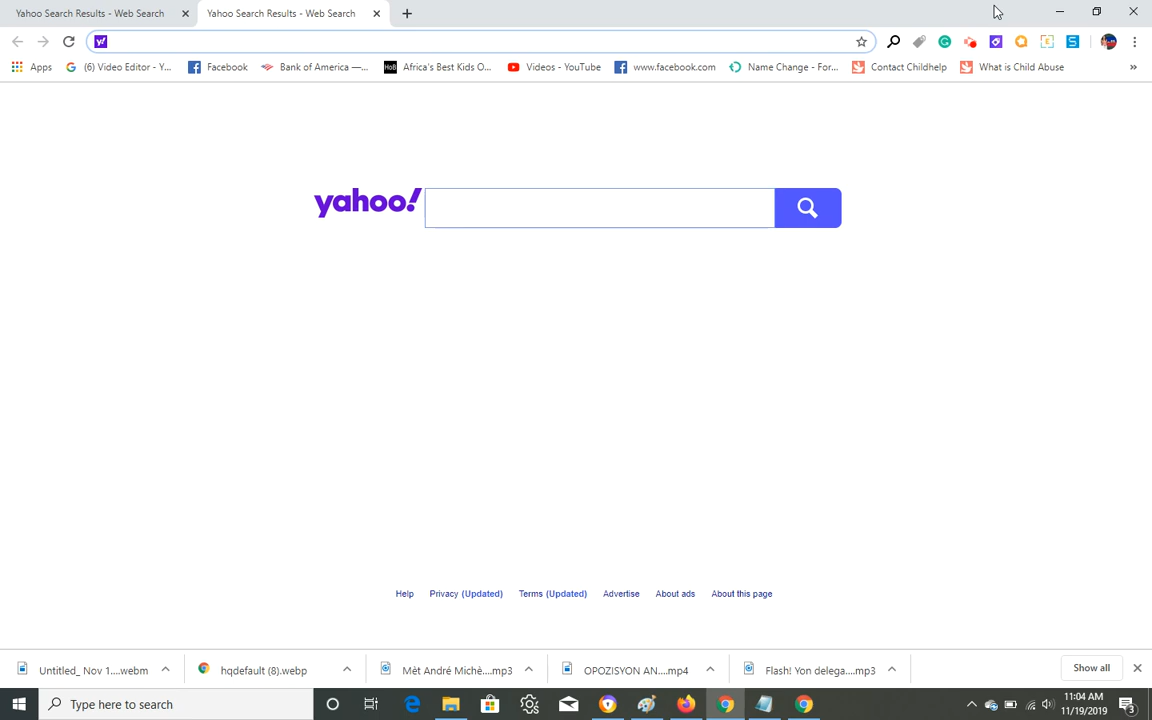 Yahoo Search Results - Web Search
Yahoo Search Results - Web Search
Apps
(6) Video Editor - Y...
Facebook
Bank of America —...
HoB Africa's Best Kids O...
Videos - YouTube
www.facebook.com
Name Change - For...
Contact Childhelp
What is Child Abuse
yahoo!
Help
Privacy (Updated)
Terms (Updated)
Advertise
About ads
About this page
Untitled_ Nov 1....webm
hqdefault (8).webp
Mèt André Michè....mp3
OPOZISYON AN....mp4
Flash! Yon delega....mp3
Show all
Type here to search
11:04 AM
11/19/2019
3